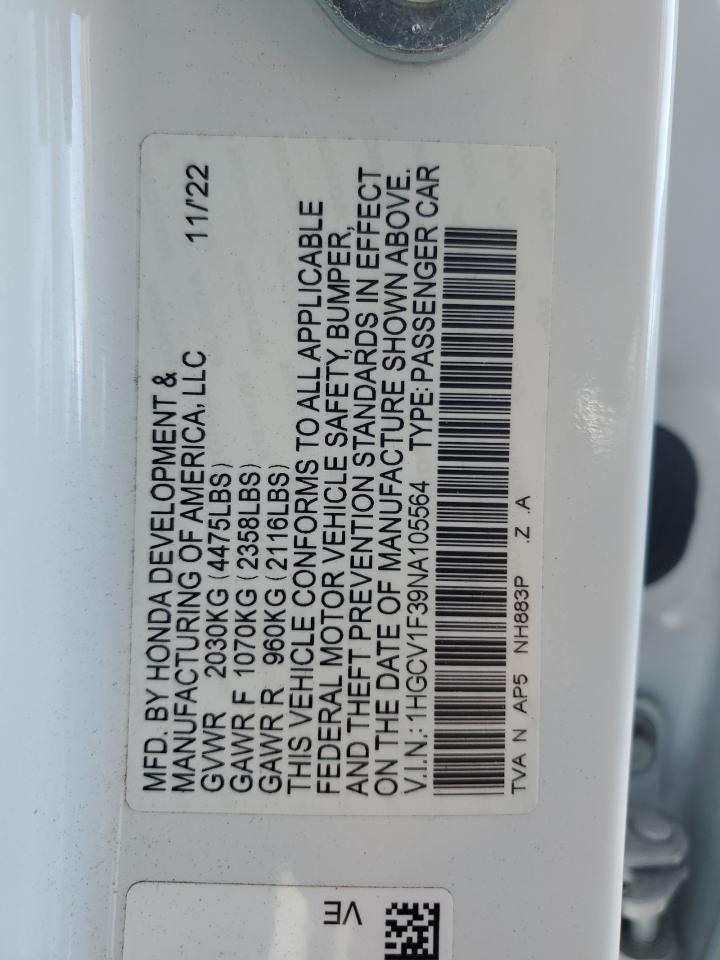 MFD. BY HONDA DEVELOPMENT &
MANUFACTURING OF AMERICA, LLC 11/'22
GVWR 2030KG (4475LBS)
GAWR F 1070KG (2358LBS)
GAWR R 960KG (2116LBS)
THIS VEHICLE CONFORMS TO ALL APPLICABLE
FEDERAL MOTOR VEHICLE SAFETY, BUMPER,
AND THEFT PREVENTION STANDARDS IN EFFECT
ON THE DATE OF MANUFACTURE SHOWN ABOVE.
V.I.N.: 1HGCV1F39NA105564 TYPE: PASSENGER CAR
TVA N AP5 NH883P .Z .A
VE